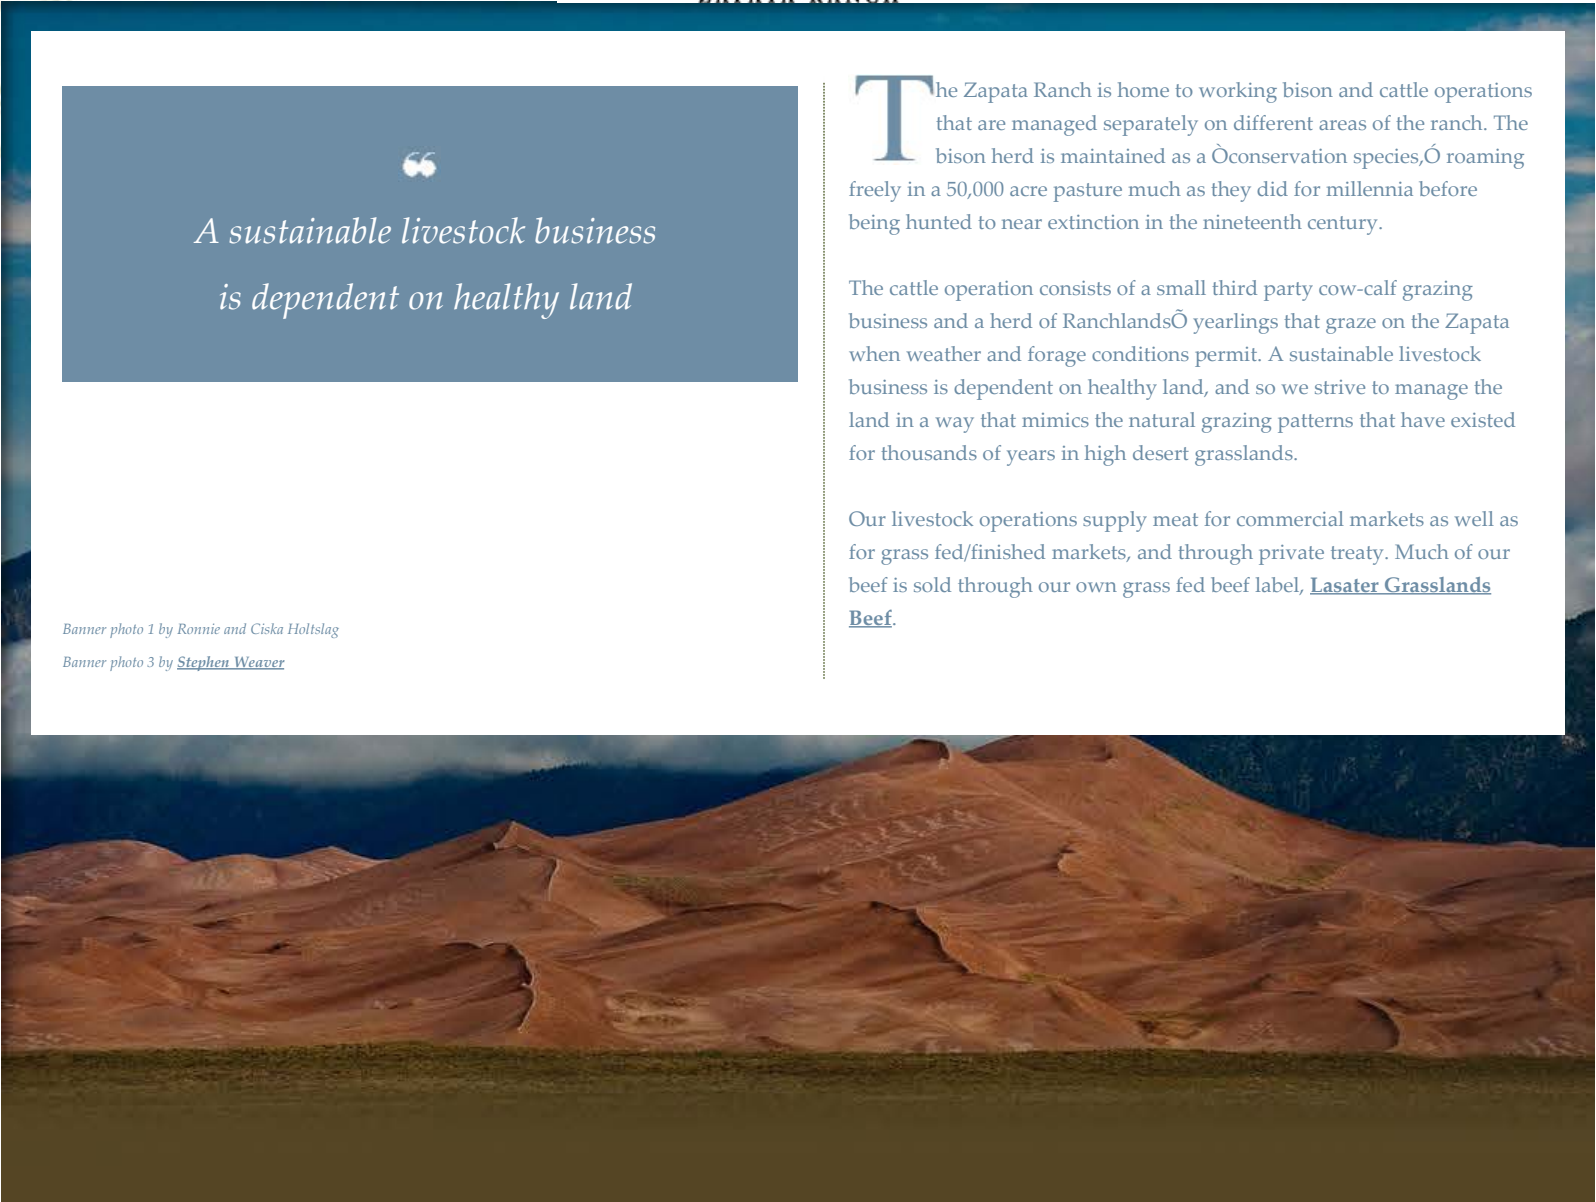 ❝
A sustainable livestock business
is dependent on healthy land
Banner photo 1 by Ronnie and Ciska Holtslag
Banner photo 3 by Stephen Weaver
The Zapata Ranch is home to working bison and cattle operations
that are managed separately on different areas of the ranch. The
bison herd is maintained as a Òconservation species,Ó roaming
freely in a 50,000 acre pasture much as they did for millennia before
being hunted to near extinction in the nineteenth century.
The cattle operation consists of a small third party cow-calf grazing
business and a herd of RanchlandsÕ yearlings that graze on the Zapata
when weather and forage conditions permit. A sustainable livestock
business is dependent on healthy land, and so we strive to manage the
land in a way that mimics the natural grazing patterns that have existed
for thousands of years in high desert grasslands.
Our livestock operations supply meat for commercial markets as well as
for grass fed/finished markets, and through private treaty. Much of our
beef is sold through our own grass fed beef label, Lasater Grasslands
Beef.